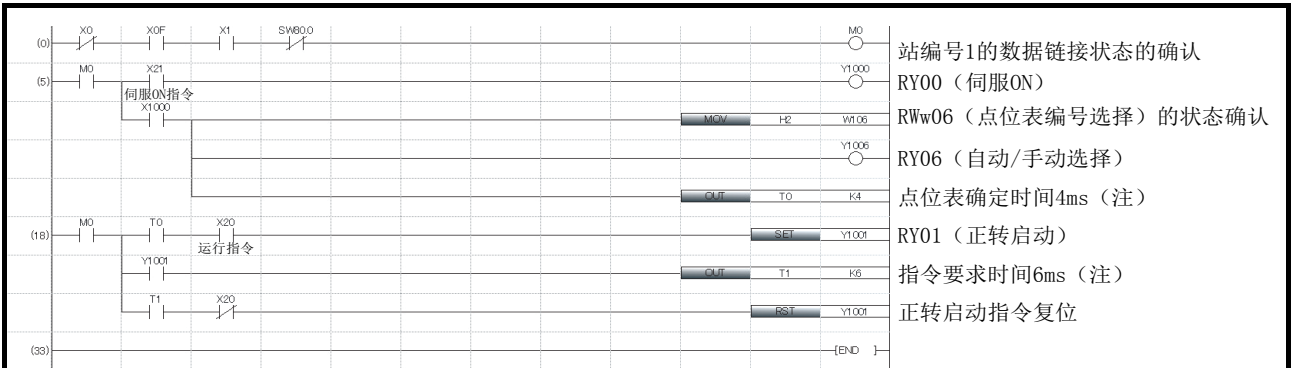 X0 X0F X1 SW80.0 M0
(0) 站编号1的数据链接状态的确认
M0 X21 Y1000
(5) RY00（伺服ON）
伺服ON指令
X1000
MOV H2 W106 RWw06（点位表编号选择）的状态确认
Y1006
RY06（自动/手动选择）
OUT T0 K4 点位表确定时间4ms（注）
M0 T0 X20
(18) SET Y1001 RY01（正转启动）
运行指令
Y1001
OUT T1 K6 指令要求时间6ms（注）
T1 X20
RST Y1001 正转启动指令复位
(33) [END ]